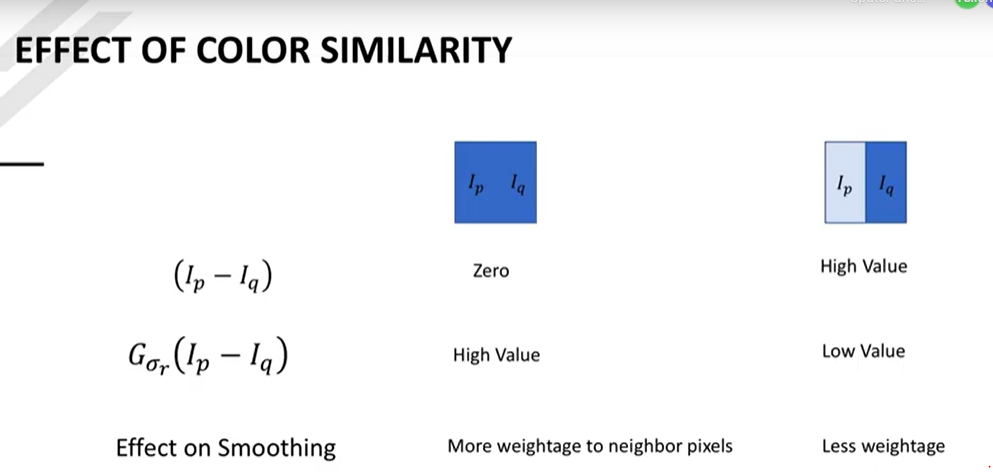 EFFECT OF COLOR SIMILARITY
I_p I_q
I_p I_q
(I_p − I_q)
Zero
High Value
G_{σ_r}(I_p − I_q)
High Value
Low Value
Effect on Smoothing
More weightage to neighbor pixels
Less weightage